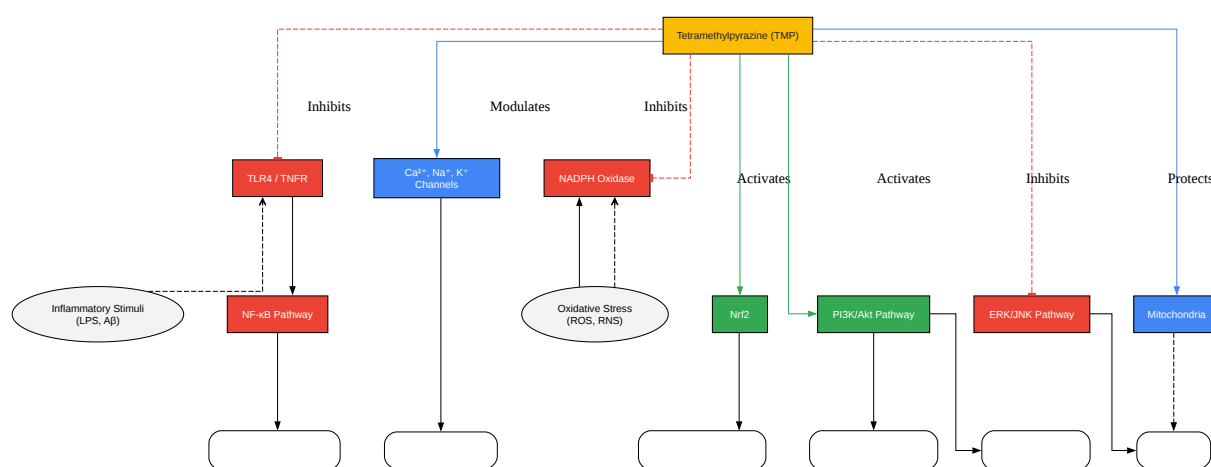 Tetramethylpyrazine (TMP)
Inhibits
Modulates
Inhibits
TLR4 / TNFR
Ca²⁺, Na⁺, K⁺
Channels
NADPH Oxidase
Activates
Activates
Inhibits
Protects
Inflammatory Stimuli
(LPS, Aβ)
NF-κB Pathway
Oxidative Stress
(ROS, RNS)
Nrf2
PI3K/Akt Pathway
ERK/JNK Pathway
Mitochondria